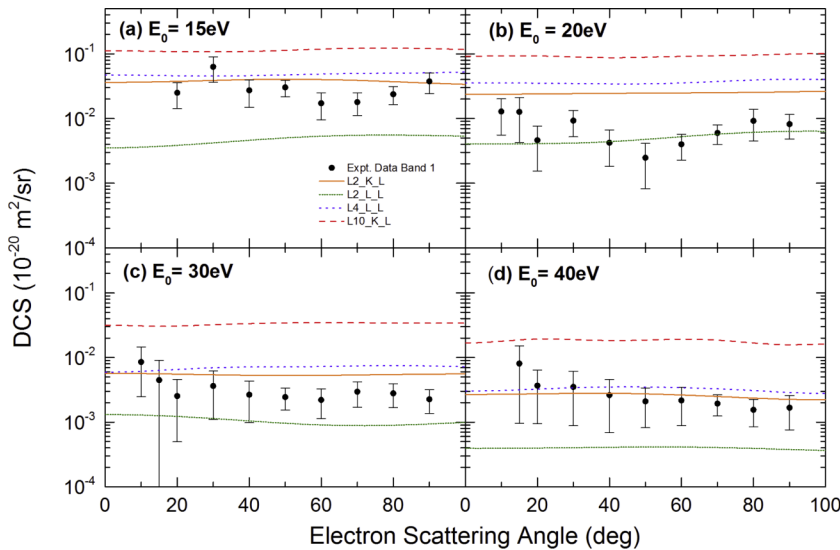 (a) E₀= 15eV
(b) E₀ = 20eV
10⁻¹
10⁻²
10⁻³
10⁻⁴
Expt. Data Band 1
L2_K_L
L2_L_L
L4_L_L
L10_K_L
(c) E₀= 30eV
(d) E₀= 40eV
10⁻¹
10⁻²
10⁻³
10⁻⁴
0 20 40 60 80 0 20 40 60 80 100
DCS (10⁻²⁰ m²/sr)
Electron Scattering Angle (deg)